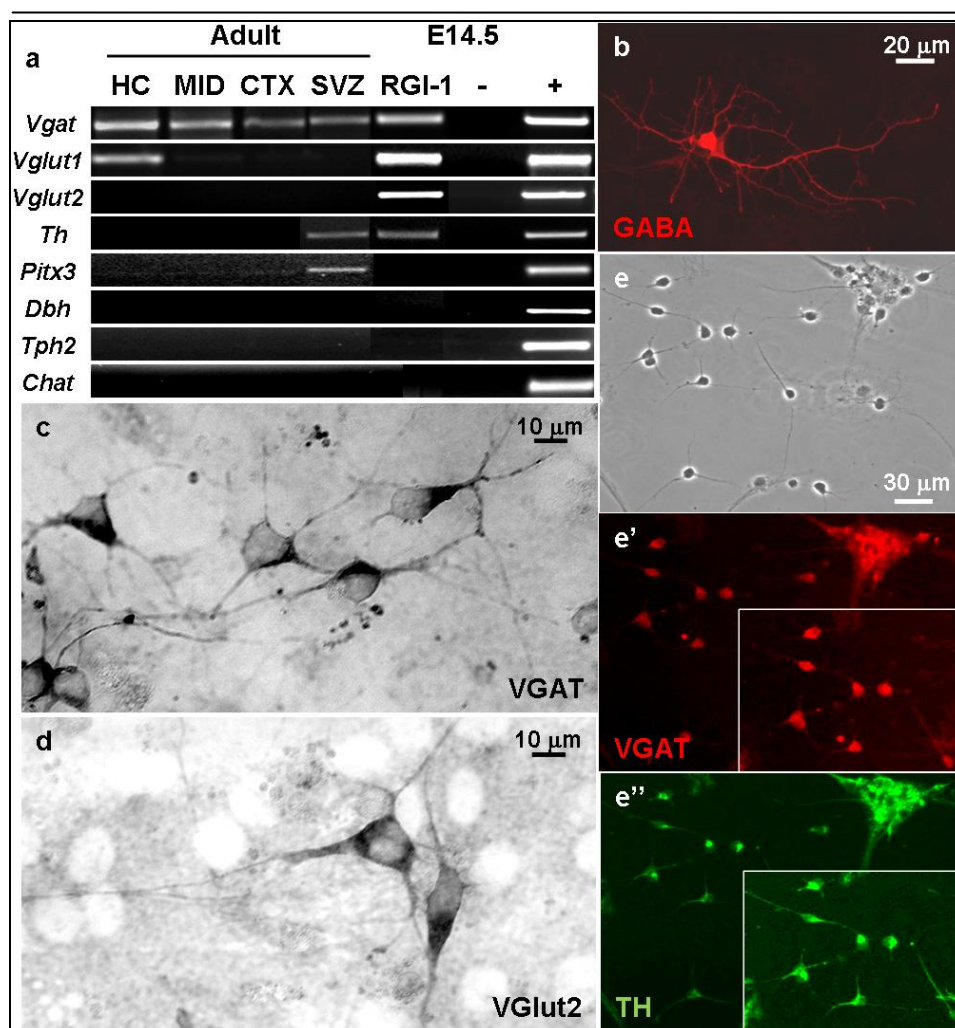 a
Adult E14.5
HC MID CTX SVZ RGI-1 - +
Vgat
Vglut1
Vglut2
Th
Pitx3
Dbh
Tph2
Chat
b
20 μm
GABA
c
10 μm
VGAT
d
10 μm
VGlut2
e
30 μm
e’
VGAT
e’’
TH